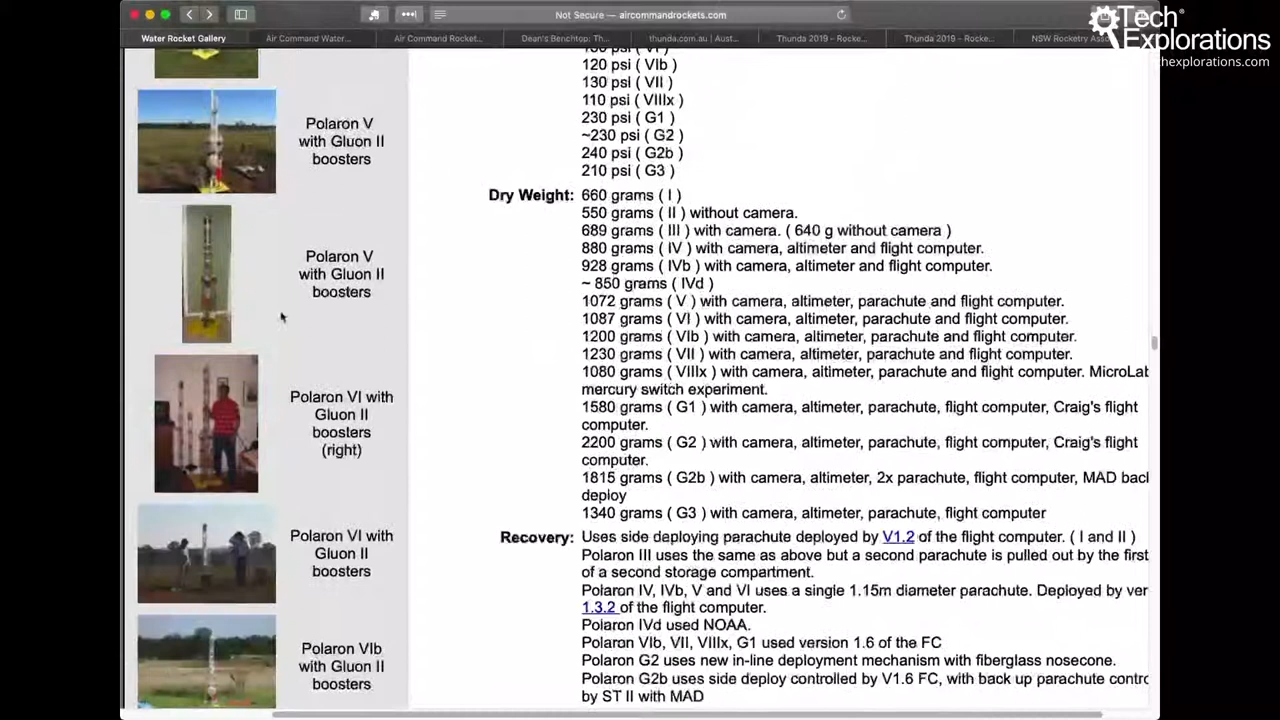 Not Secure — aircommandrockets.com
Tech
Explorations
Water Rocket Gallery
Air Command Water...
Air Command Rocket...
Dean's Benchtop: Th...
thunda.com.au | Aust...
Thunda 2019 - Rocke...
Thunda 2019 - Rocke...
NSW Rocketry Asso
techexplorations.com
120 psi ( VIb )
130 psi ( VII )
110 psi ( VIIIx )
230 psi ( G1 )
~230 psi ( G2 )
240 psi ( G2b )
210 psi ( G3 )
Polaron V
with Gluon II
boosters
Polaron V
with Gluon II
boosters
Polaron VI with
Gluon II
boosters
(right)
Polaron VI with
Gluon II
boosters
Polaron VIb
with Gluon II
boosters
Dry Weight: 660 grams ( I )
550 grams ( II ) without camera.
689 grams ( III ) with camera. ( 640 g without camera )
880 grams ( IV ) with camera, altimeter and flight computer.
928 grams ( IVb ) with camera, altimeter and flight computer.
~ 850 grams ( IVd )
1072 grams ( V ) with camera, altimeter, parachute and flight computer.
1087 grams ( VI ) with camera, altimeter, parachute and flight computer.
1200 grams ( VIb ) with camera, altimeter, parachute and flight computer.
1230 grams ( VII ) with camera, altimeter, parachute and flight computer.
1080 grams ( VIIIx ) with camera, altimeter, parachute and flight computer. MicroLab
mercury switch experiment.
1580 grams ( G1 ) with camera, altimeter, parachute, flight computer, Craig's flight
computer.
2200 grams ( G2 ) with camera, altimeter, parachute, flight computer, Craig's flight
computer.
1815 grams ( G2b ) with camera, altimeter, 2x parachute, flight computer, MAD back
deploy
1340 grams ( G3 ) with camera, altimeter, parachute, flight computer
Recovery: Uses side deploying parachute deployed by V1.2 of the flight computer. ( I and II )
Polaron III uses the same as above but a second parachute is pulled out by the first
of a second storage compartment.
Polaron IV, IVb, V and VI uses a single 1.15m diameter parachute. Deployed by ver
1.3.2 of the flight computer.
Polaron IVd used NOAA.
Polaron VIb, VII, VIIIx, G1 used version 1.6 of the FC
Polaron G2 uses new in-line deployment mechanism with fiberglass nosecone.
Polaron G2b uses side deploy controlled by V1.6 FC, with back up parachute contro
by ST II with MAD